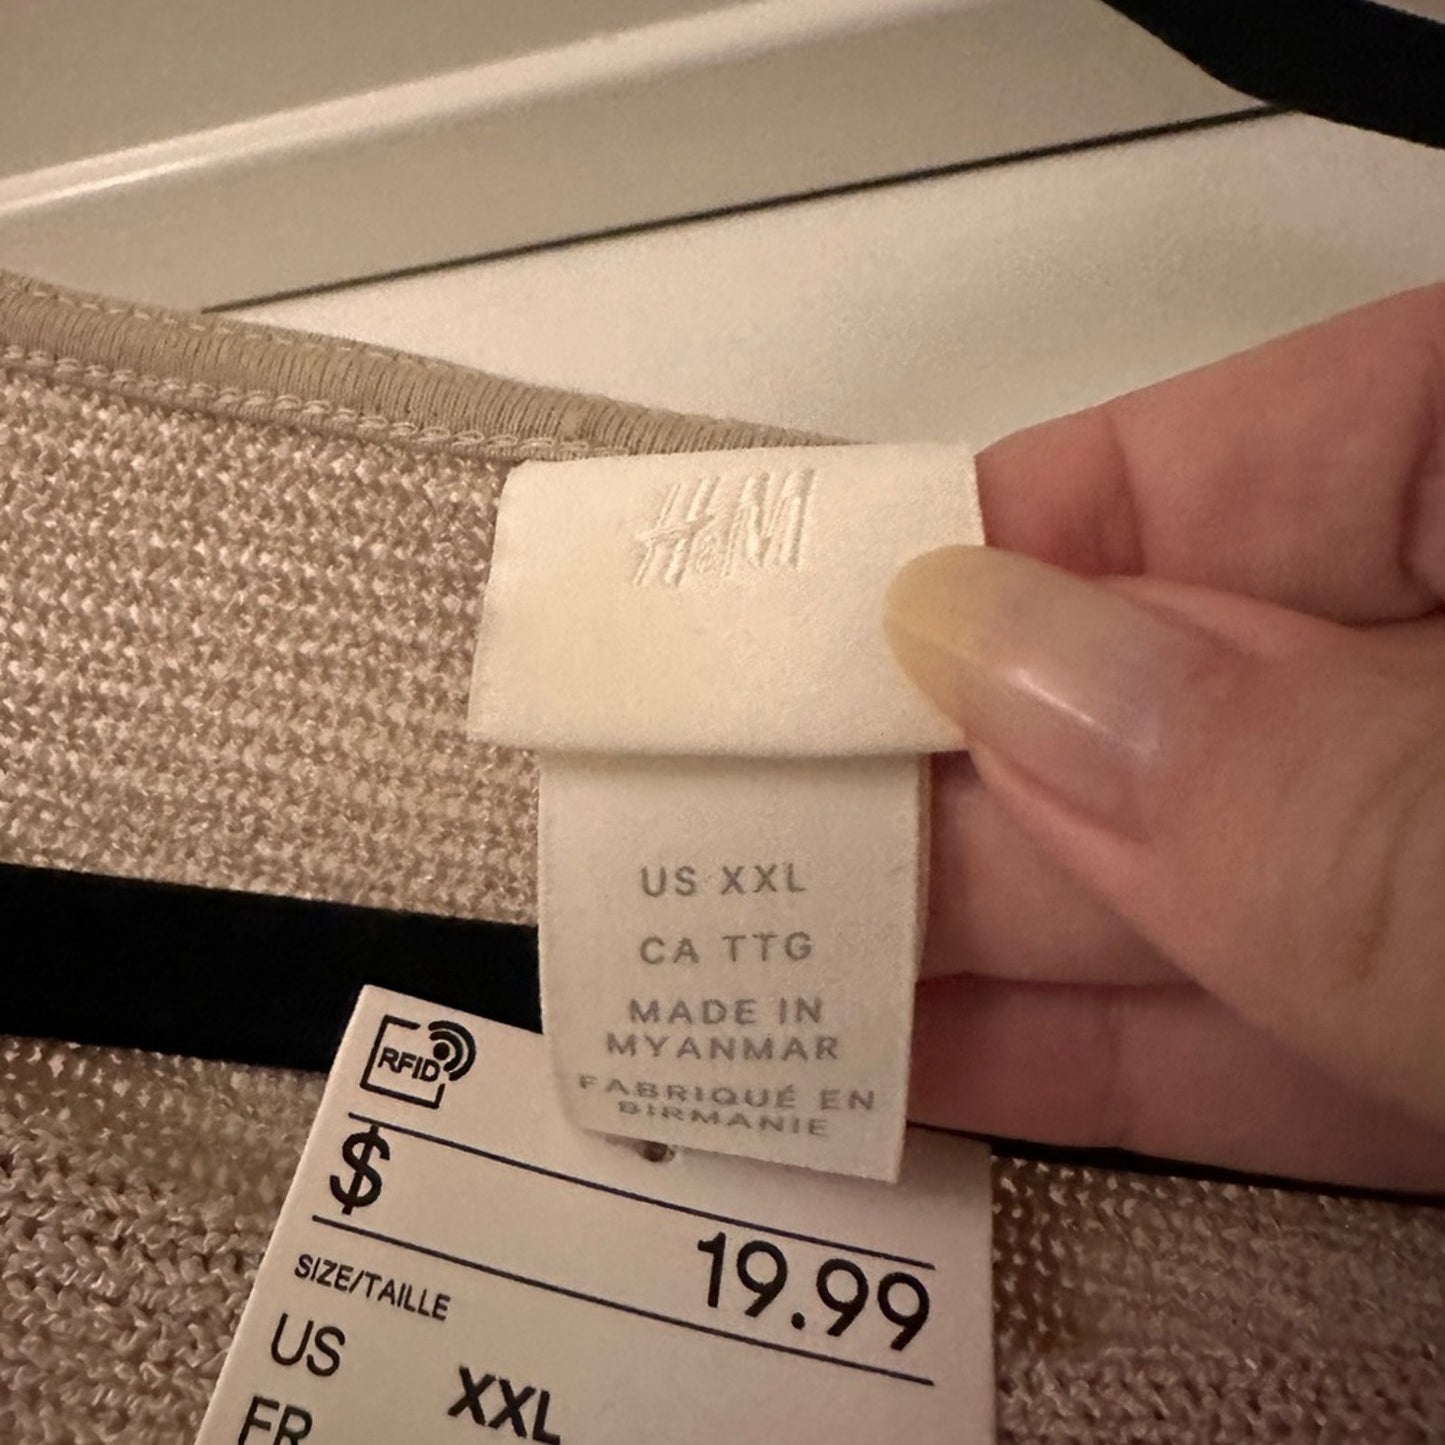 H&M
US XXL
CA TTG
MADE IN
MYANMAR
FABRIQUÉ EN
BIRMANIE
RFID
$
19.99
SIZE/TAILLE
US XXL
FR